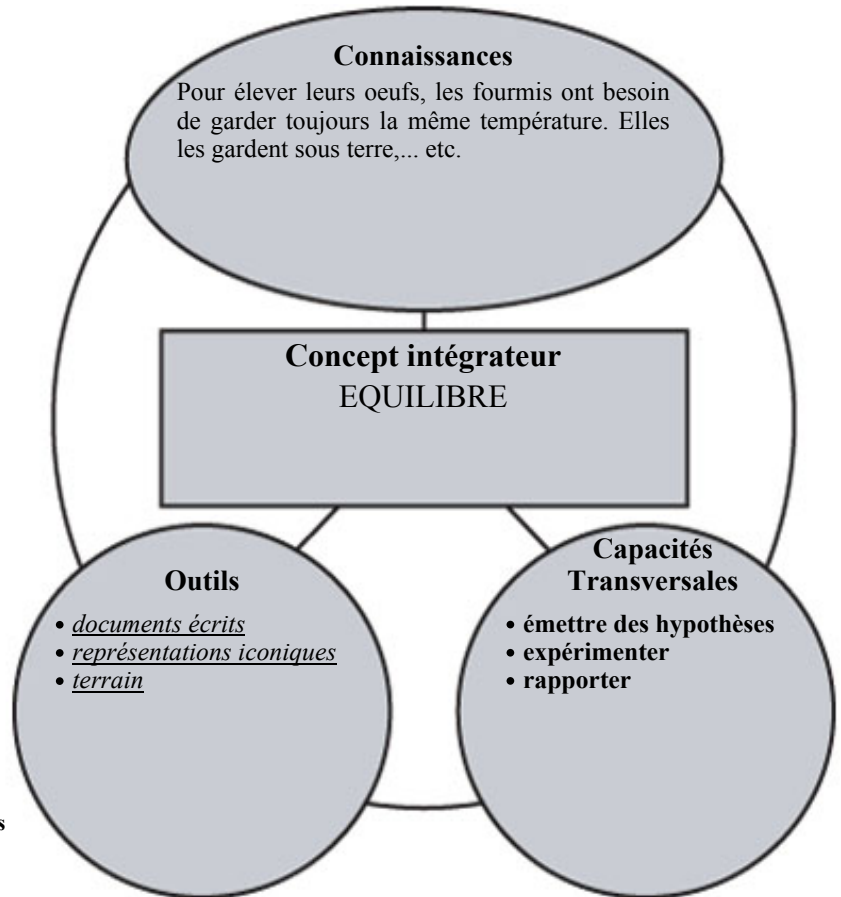 Connaissances
Pour élever leurs oeufs, les fourmis ont besoin
de garder toujours la même température. Elles
les gardent sous terre,... etc.
Concept intégrateur
EQUILIBRE
Outils
• documents écrits
• représentations iconiques
• terrain
Capacités
Transversales
• émettre des hypothèses
• expérimenter
• rapporter
s